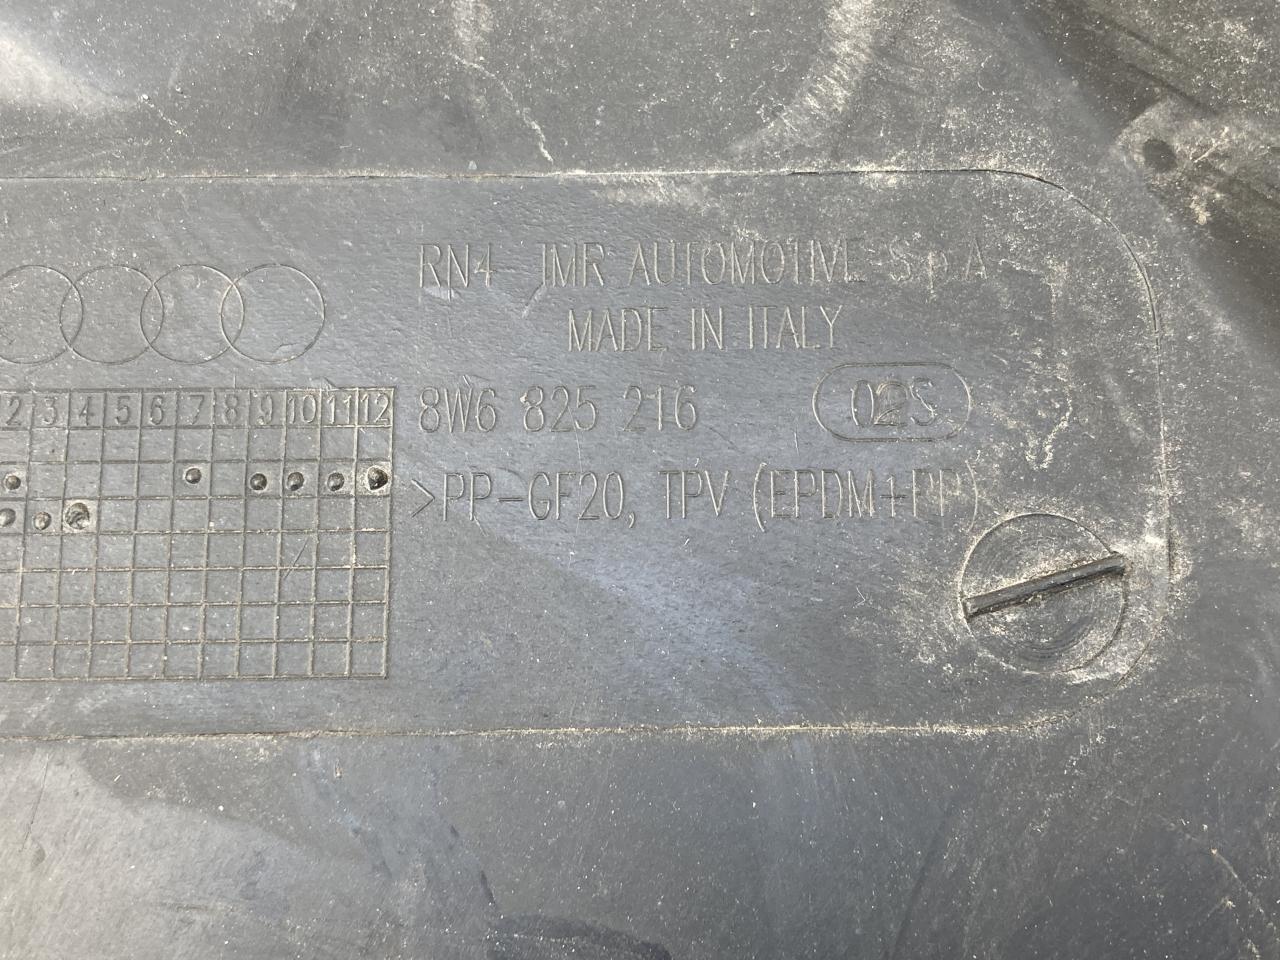 RN4 IMR AUTOMOTIVE S.p.A
MADE IN ITALY
2 3 4 5 6 7 8 9 10 11 12
8W6 825 216
02S
>PP-GF20, TPV (EPDM+PP)